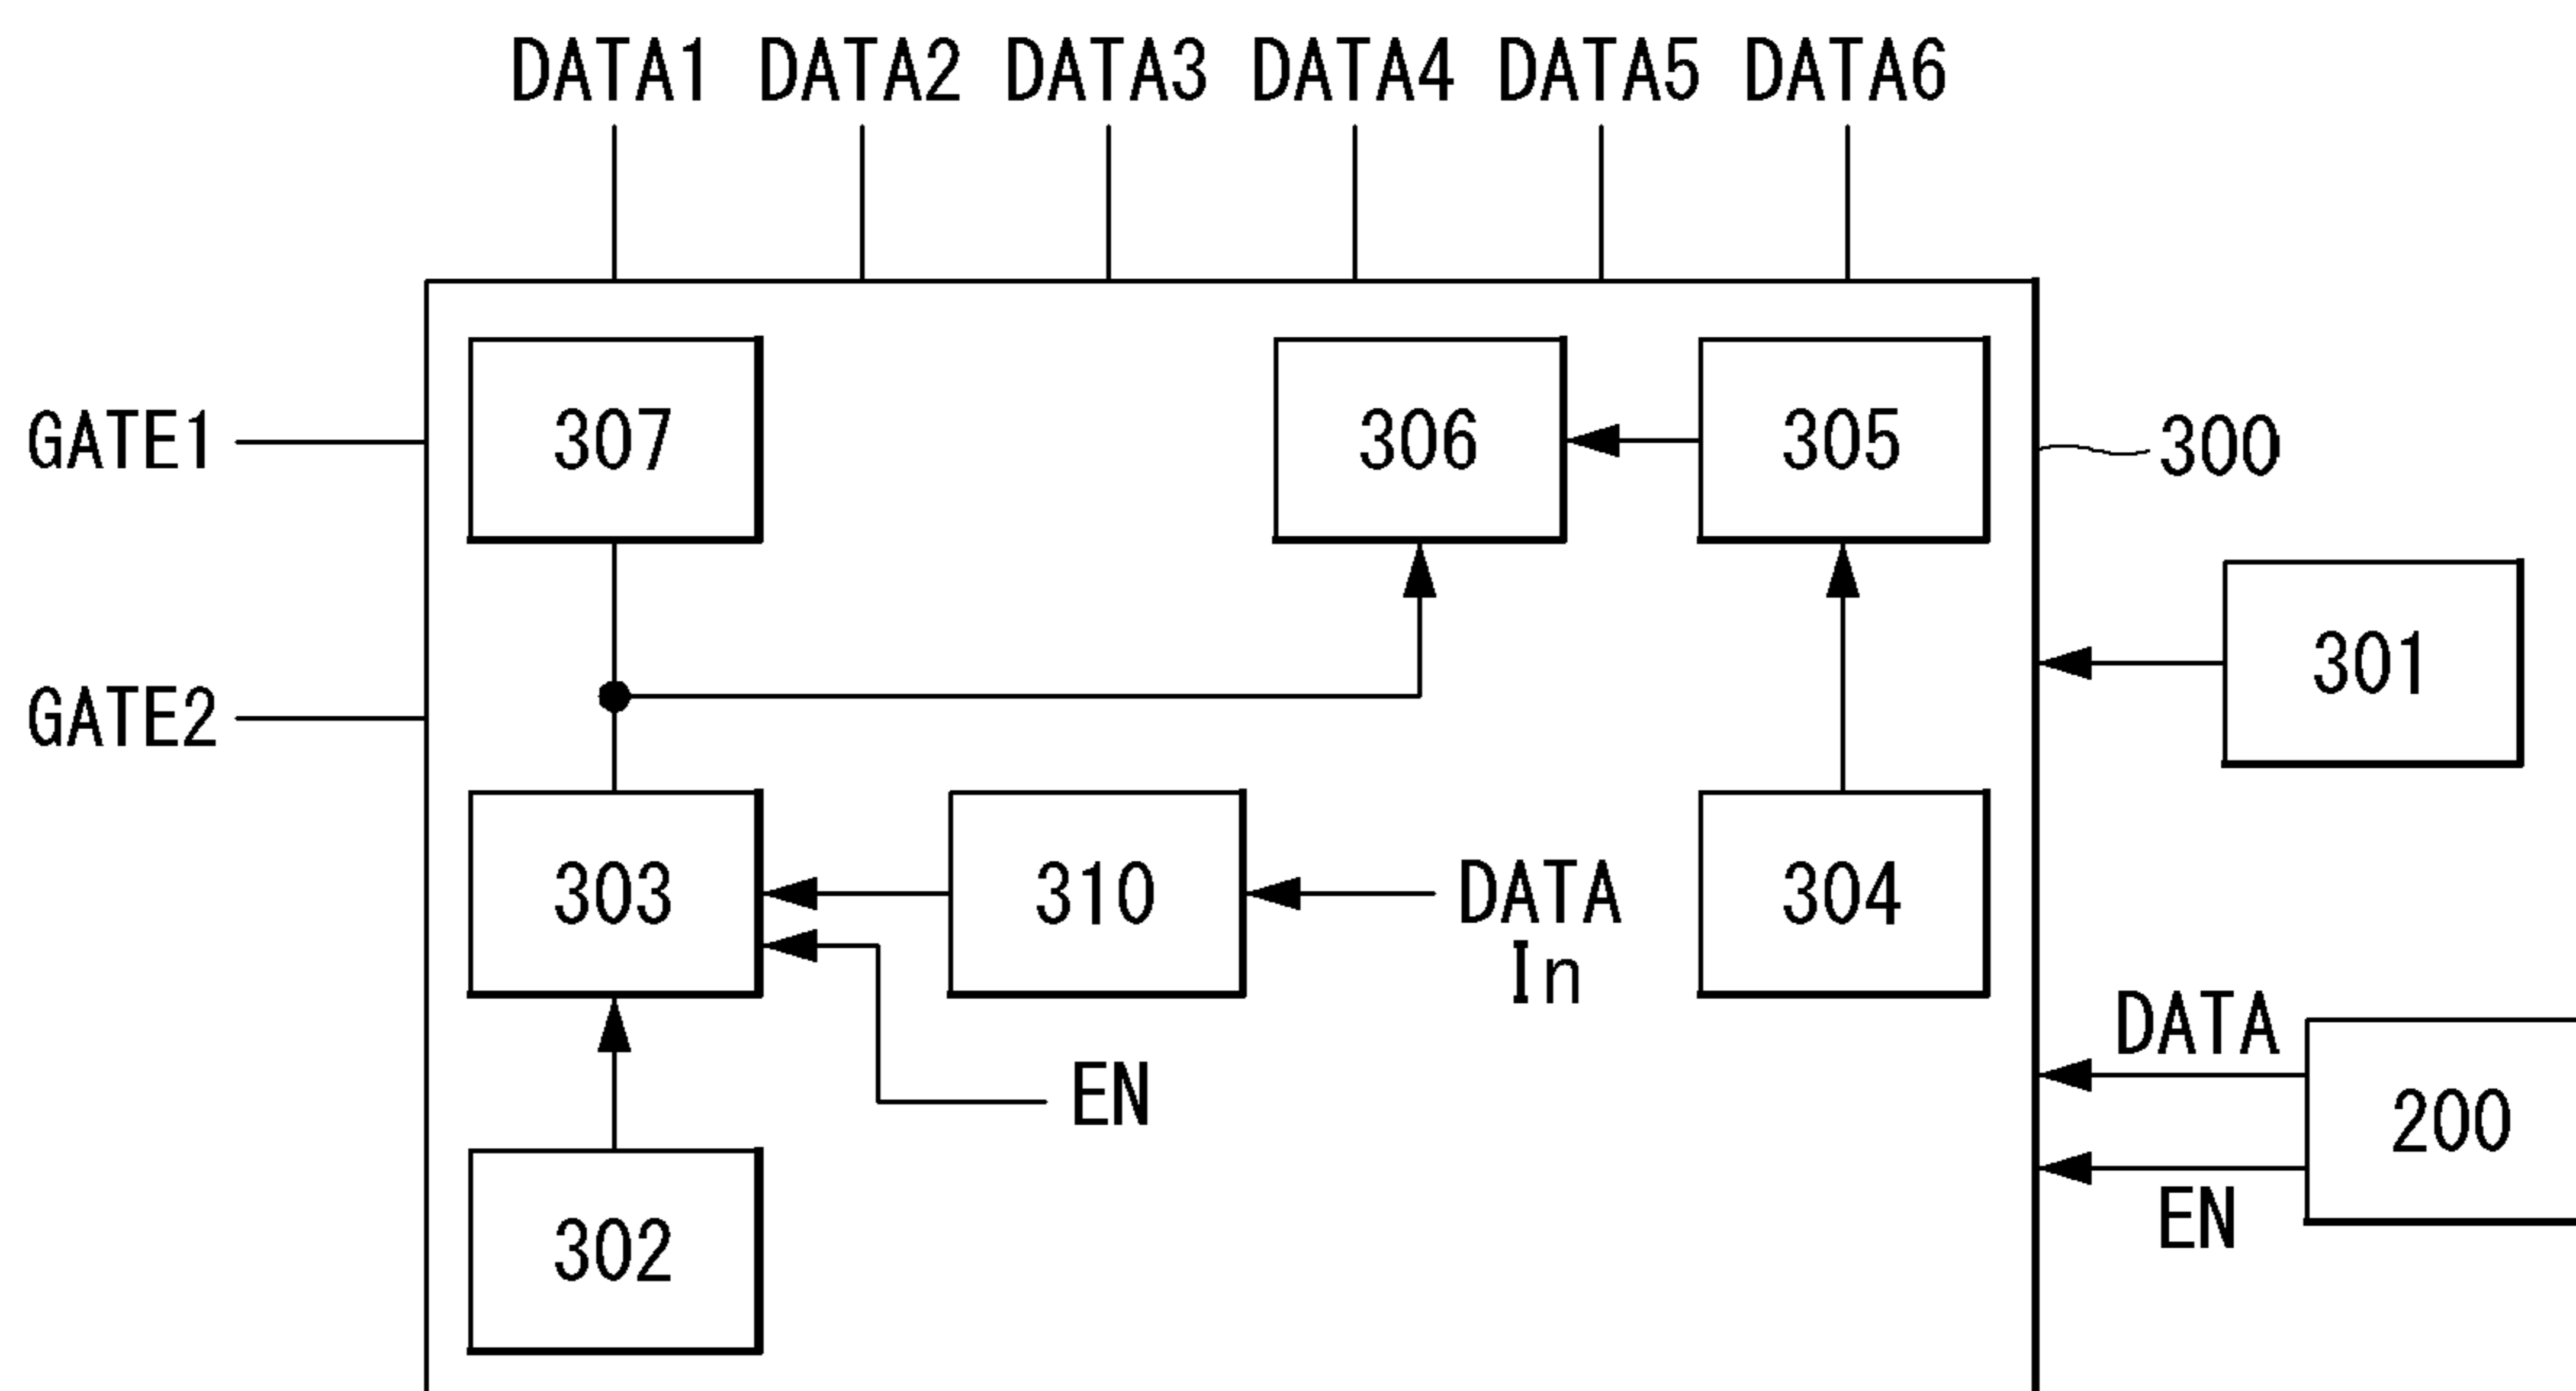 DATA1 DATA2 DATA3 DATA4 DATA5 DATA6
GATE1
307
306
305
300
301
GATE2
303
310
DATA
In
304
DATA
EN
200
EN
302